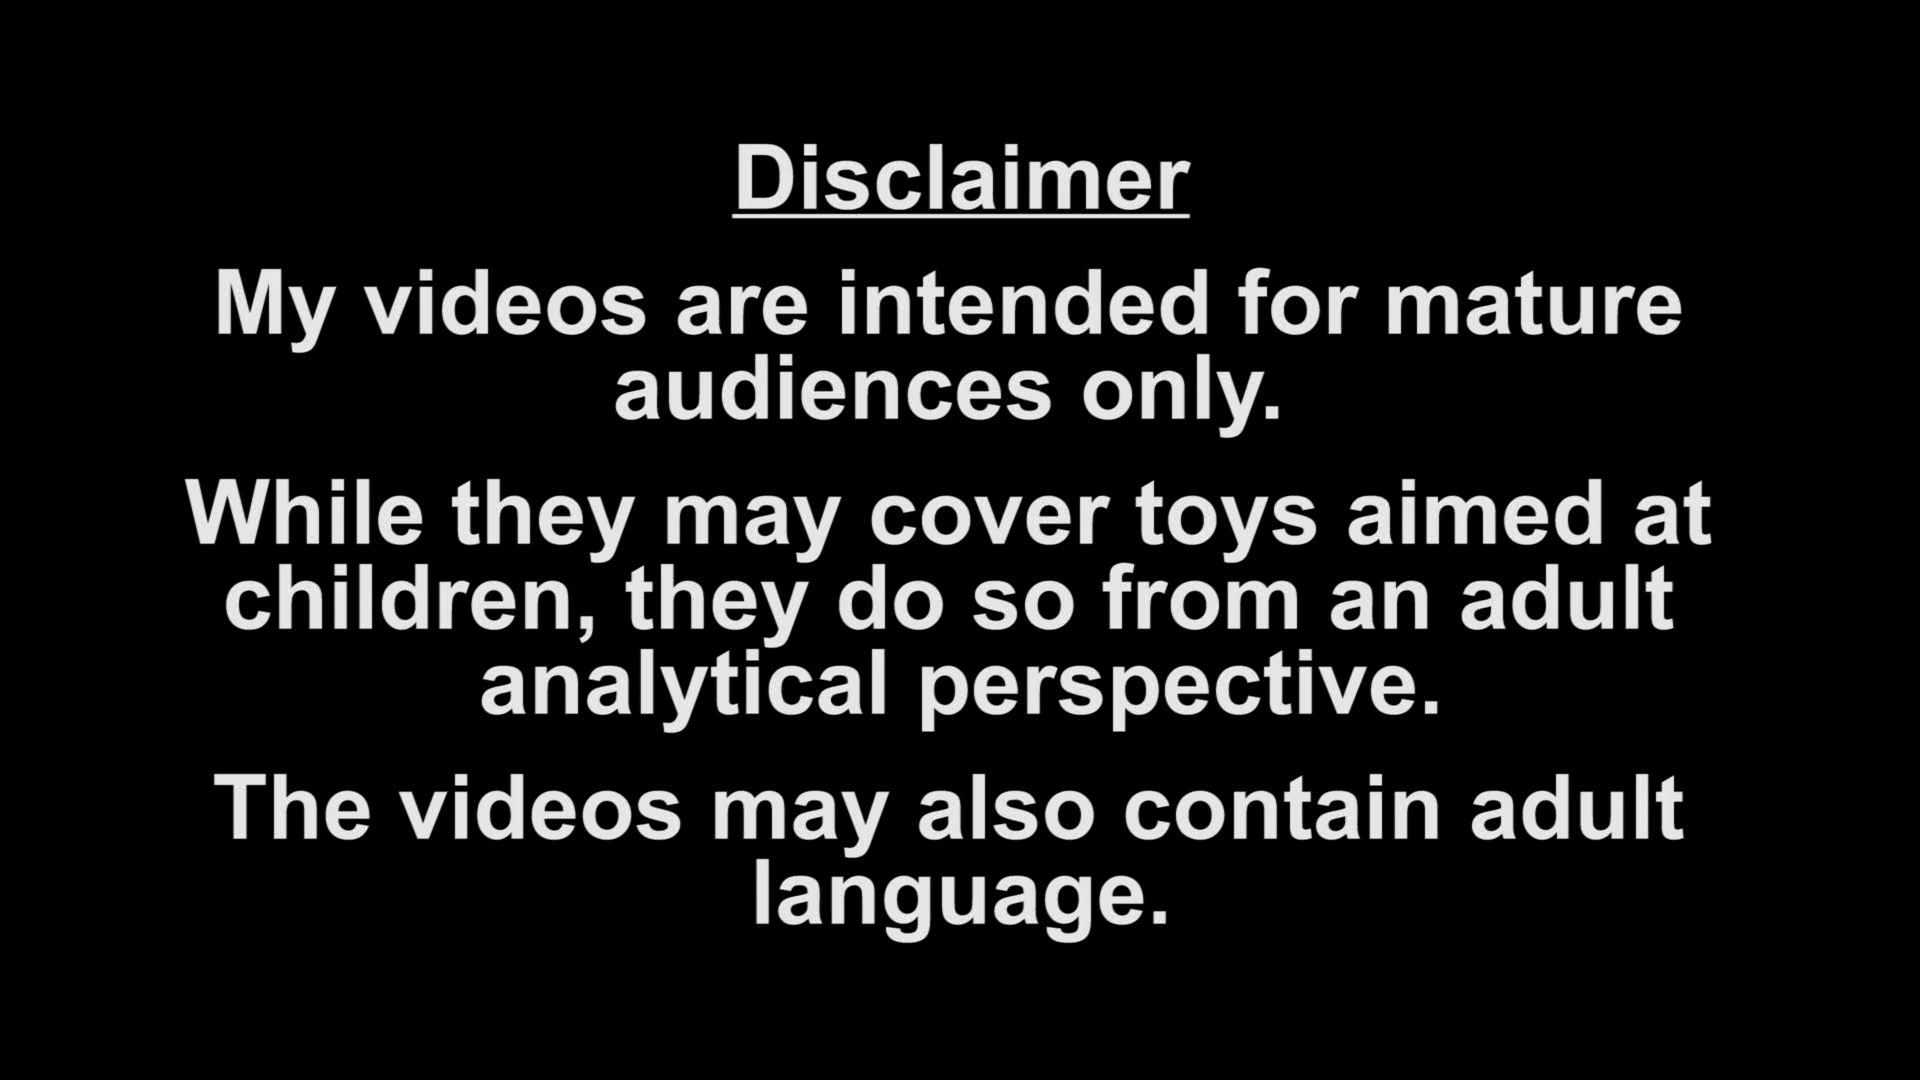 Disclaimer
My videos are intended for mature
audiences only.
While they may cover toys aimed at
children, they do so from an adult
analytical perspective.
The videos may also contain adult
language.